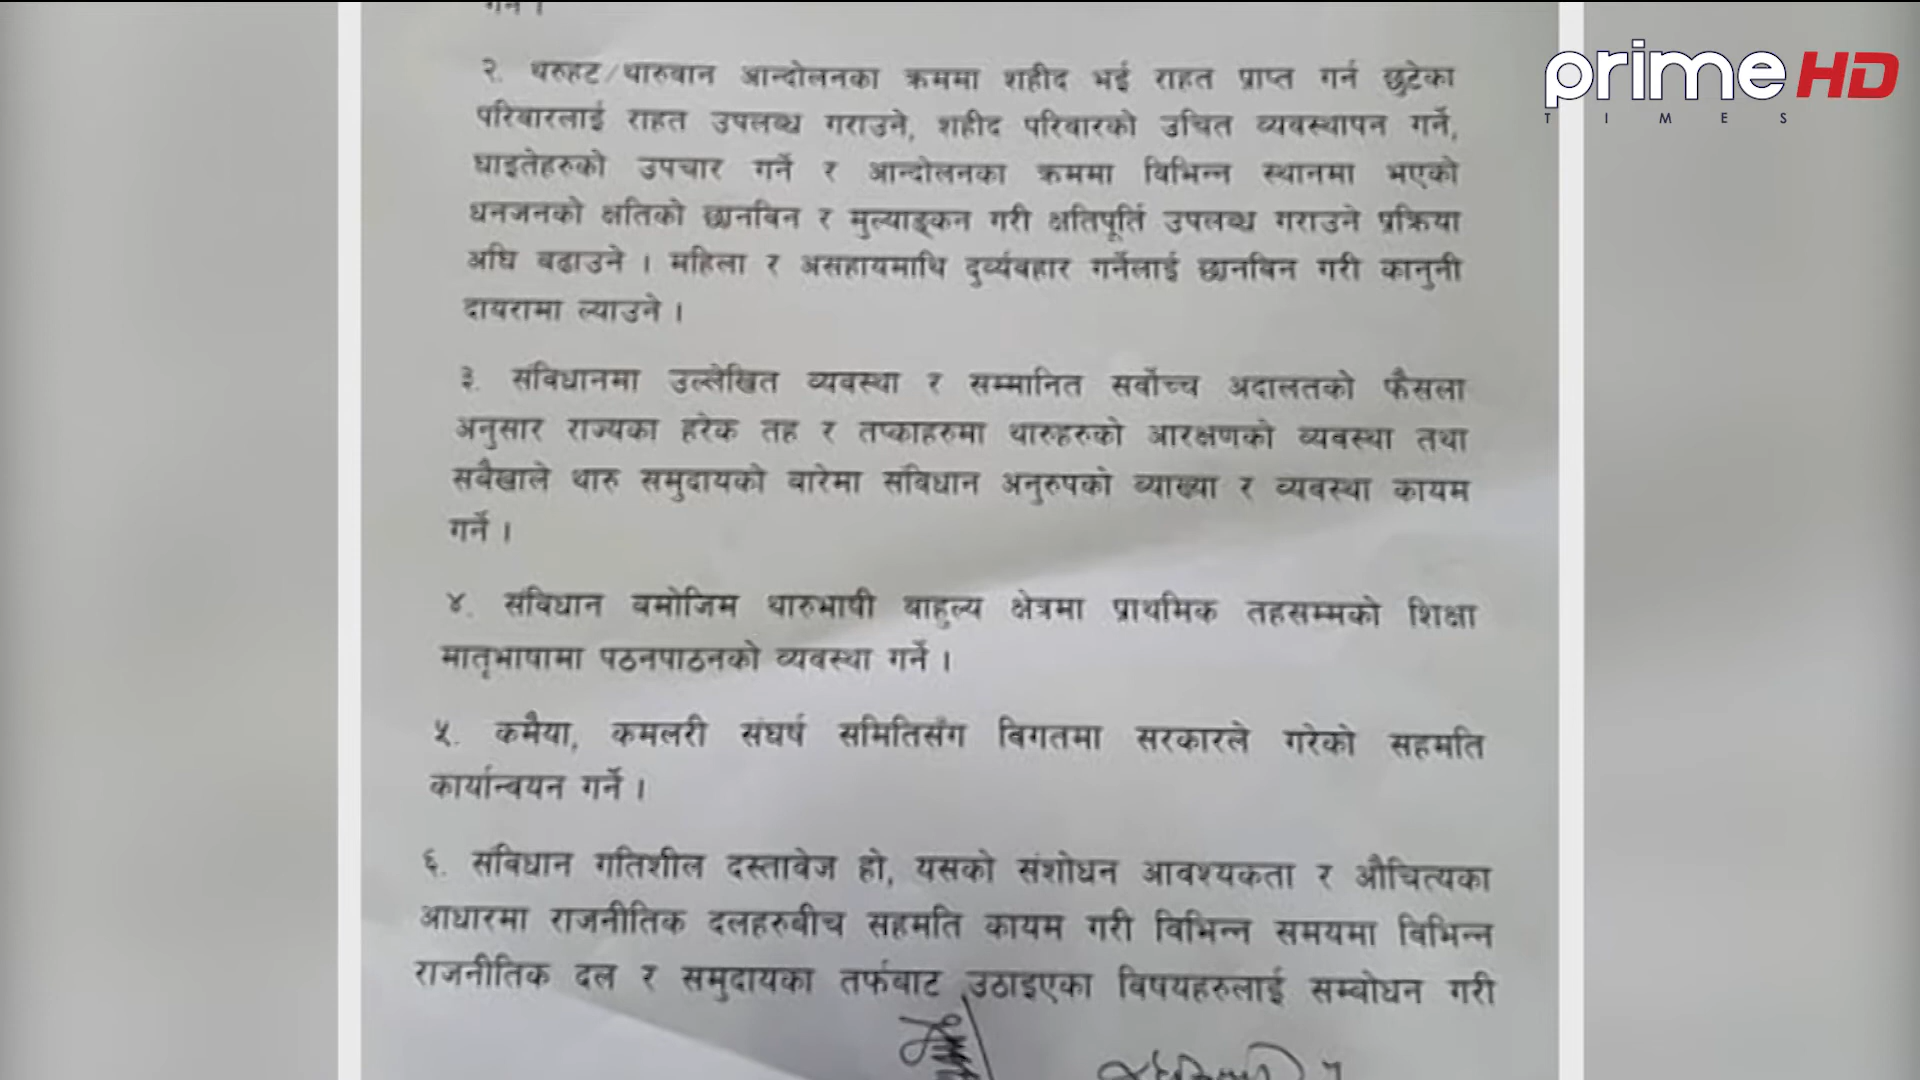 गर्ने ।
prime HD
TIMES
२. थरुहट/थारुवान आन्दोलनका क्रममा शहीद भई राहत प्राप्त गर्न छुटेका
परिवारलाई राहत उपलब्ध गराउने, शहीद परिवारको उचित व्यवस्थापन गर्ने,
घाइतेहरुको उपचार गर्ने र आन्दोलनका क्रममा विभिन्न स्थानमा भएको
धनजनको क्षतिको छानबिन र मुल्याङ्कन गरी क्षतिपूर्ति उपलब्ध गराउने प्रक्रिया
अघि बढाउने । महिला र असहायमाथि दुर्व्यवहार गर्नेलाई छानबिन गरी कानुनी
दायरामा ल्याउने ।
३. संविधानमा उल्लेखित व्यवस्था र सम्मानित सर्वोच्च अदालतको फैसला
अनुसार राज्यका हरेक तह र तप्काहरुमा थारुहरुको आरक्षणको व्यवस्था तथा
सबैखाले थारु समुदायको बारेमा संविधान अनुरुपको व्याख्या र व्यवस्था कायम
गर्ने ।
४. संविधान बमोजिम थारुभाषी बाहुल्य क्षेत्रमा प्राथमिक तहसम्मको शिक्षा
मातृभाषामा पठनपाठनको व्यवस्था गर्ने ।
५. कमैया, कमलरी संघर्ष समितिसँग विगतमा सरकारले गरेको सहमति
कार्यान्वयन गर्ने ।
६. संविधान गतिशील दस्तावेज हो, यसको संशोधन आवश्यकता र औचित्यका
आधारमा राजनीतिक दलहरुबीच सहमति कायम गरी विभिन्न समयमा विभिन्न
राजनीतिक दल र समुदायका तर्फबाट उठाइएका विषयहरुलाई सम्बोधन गरी